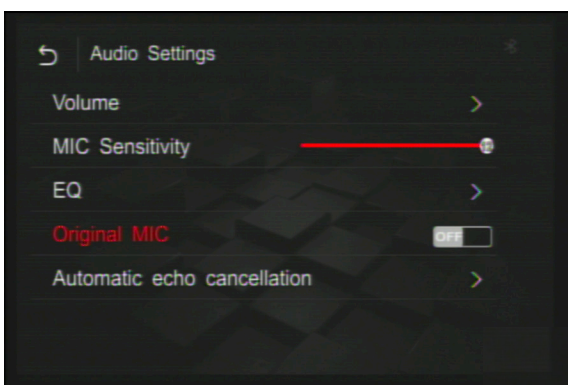 Audio Settings
Volume
MIC Sensitivity
EQ
Original MIC
OFF
Automatic echo cancellation